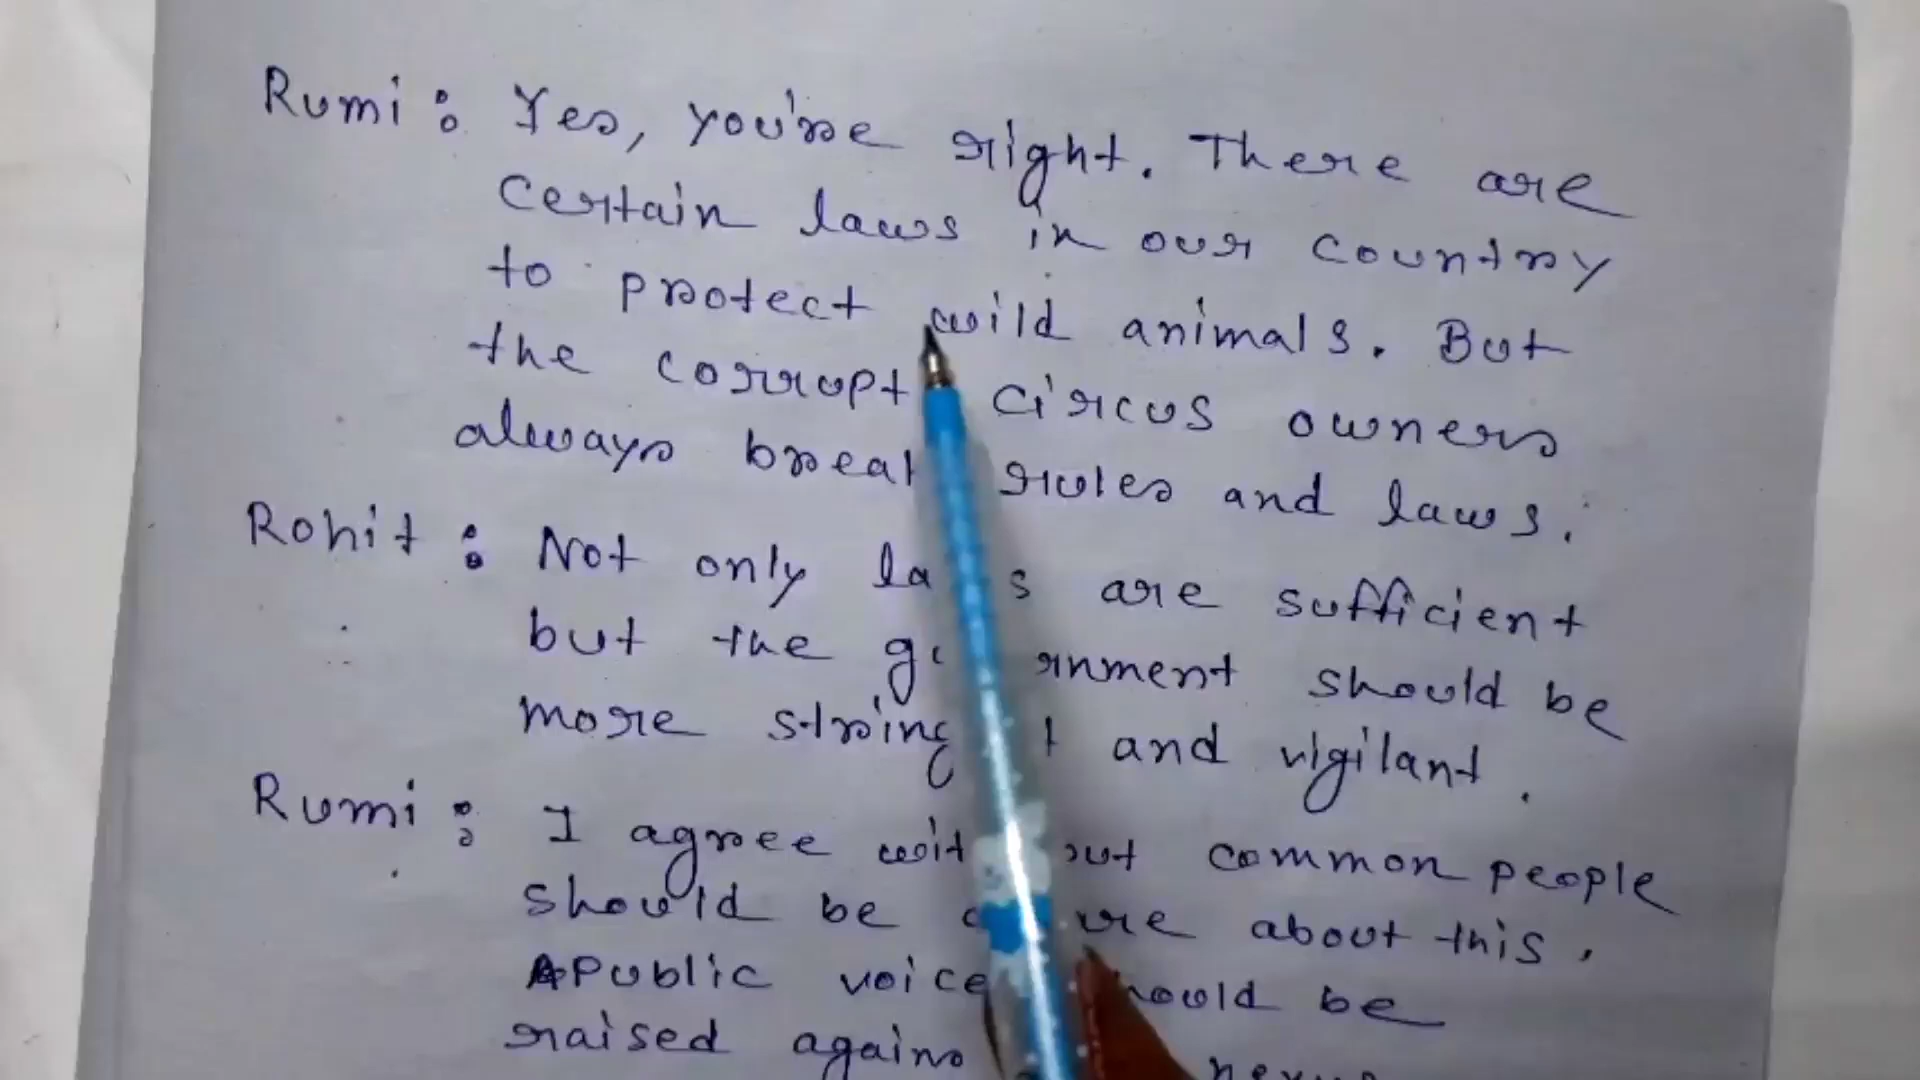 Rumi : Yes, you're right. There are
certain laws in our country
to protect wild animals. But
the corrupt circus owners
always break rules and laws.
Rohit : Not only laws are sufficient
but the government should be
more stringent and vigilant.
Rumi : I agree with but common people
should be aware about this.
A Public voice should be
raised